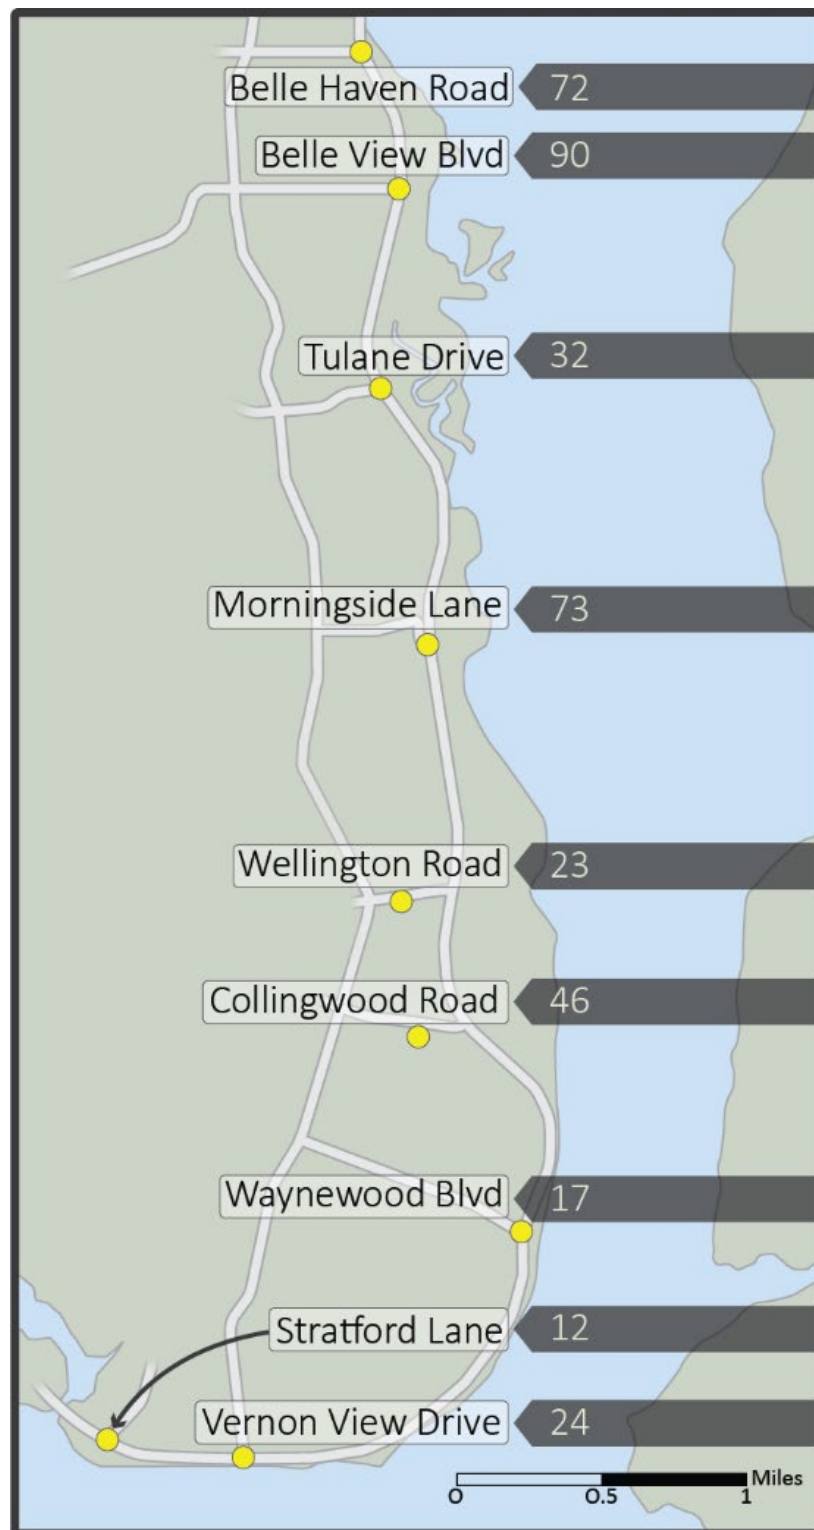 Belle Haven Road 72
Belle View Blvd 90
Tulane Drive 32
Morningside Lane 73
Wellington Road 23
Collingwood Road 46
Waynewood Blvd 17
Stratford Lane 12
Vernon View Drive 24
Miles
0 0.5 1